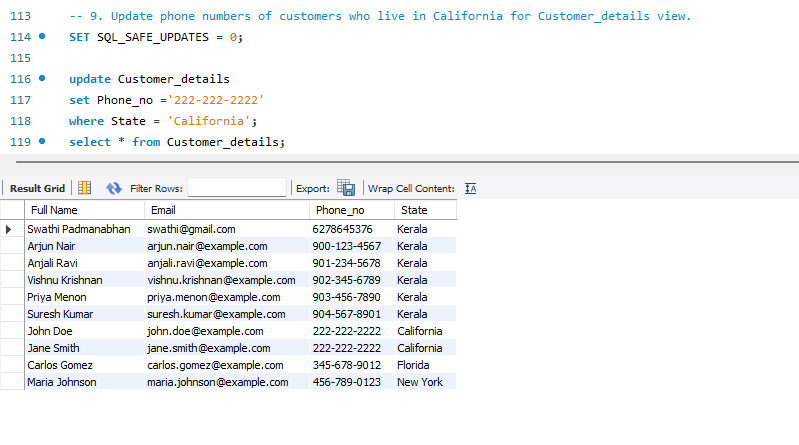 113 -- 9. Update phone numbers of customers who live in California for Customer_details view.
114 SET SQL_SAFE_UPDATES = 0;
115
116 update Customer_details
117 set Phone_no ='222-222-2222'
118 where State = 'California';
119 select * from Customer_details;
Result Grid Filter Rows: Export: Wrap Cell Content: IA
Full Name Email Phone_no State
Swathi Padmanabhan swathi@gmail.com 6278645376 Kerala
Arjun Nair arjun.nair@example.com 900-123-4567 Kerala
Anjali Ravi anjali.ravi@example.com 901-234-5678 Kerala
Vishnu Krishnan vishnu.krishnan@example.com 902-345-6789 Kerala
Priya Menon priya.menon@example.com 903-456-7890 Kerala
Suresh Kumar suresh.kumar@example.com 904-567-8901 Kerala
John Doe john.doe@example.com 222-222-2222 California
Jane Smith jane.smith@example.com 222-222-2222 California
Carlos Gomez carlos.gomez@example.com 345-678-9012 Florida
Maria Johnson maria.johnson@example.com 456-789-0123 New York